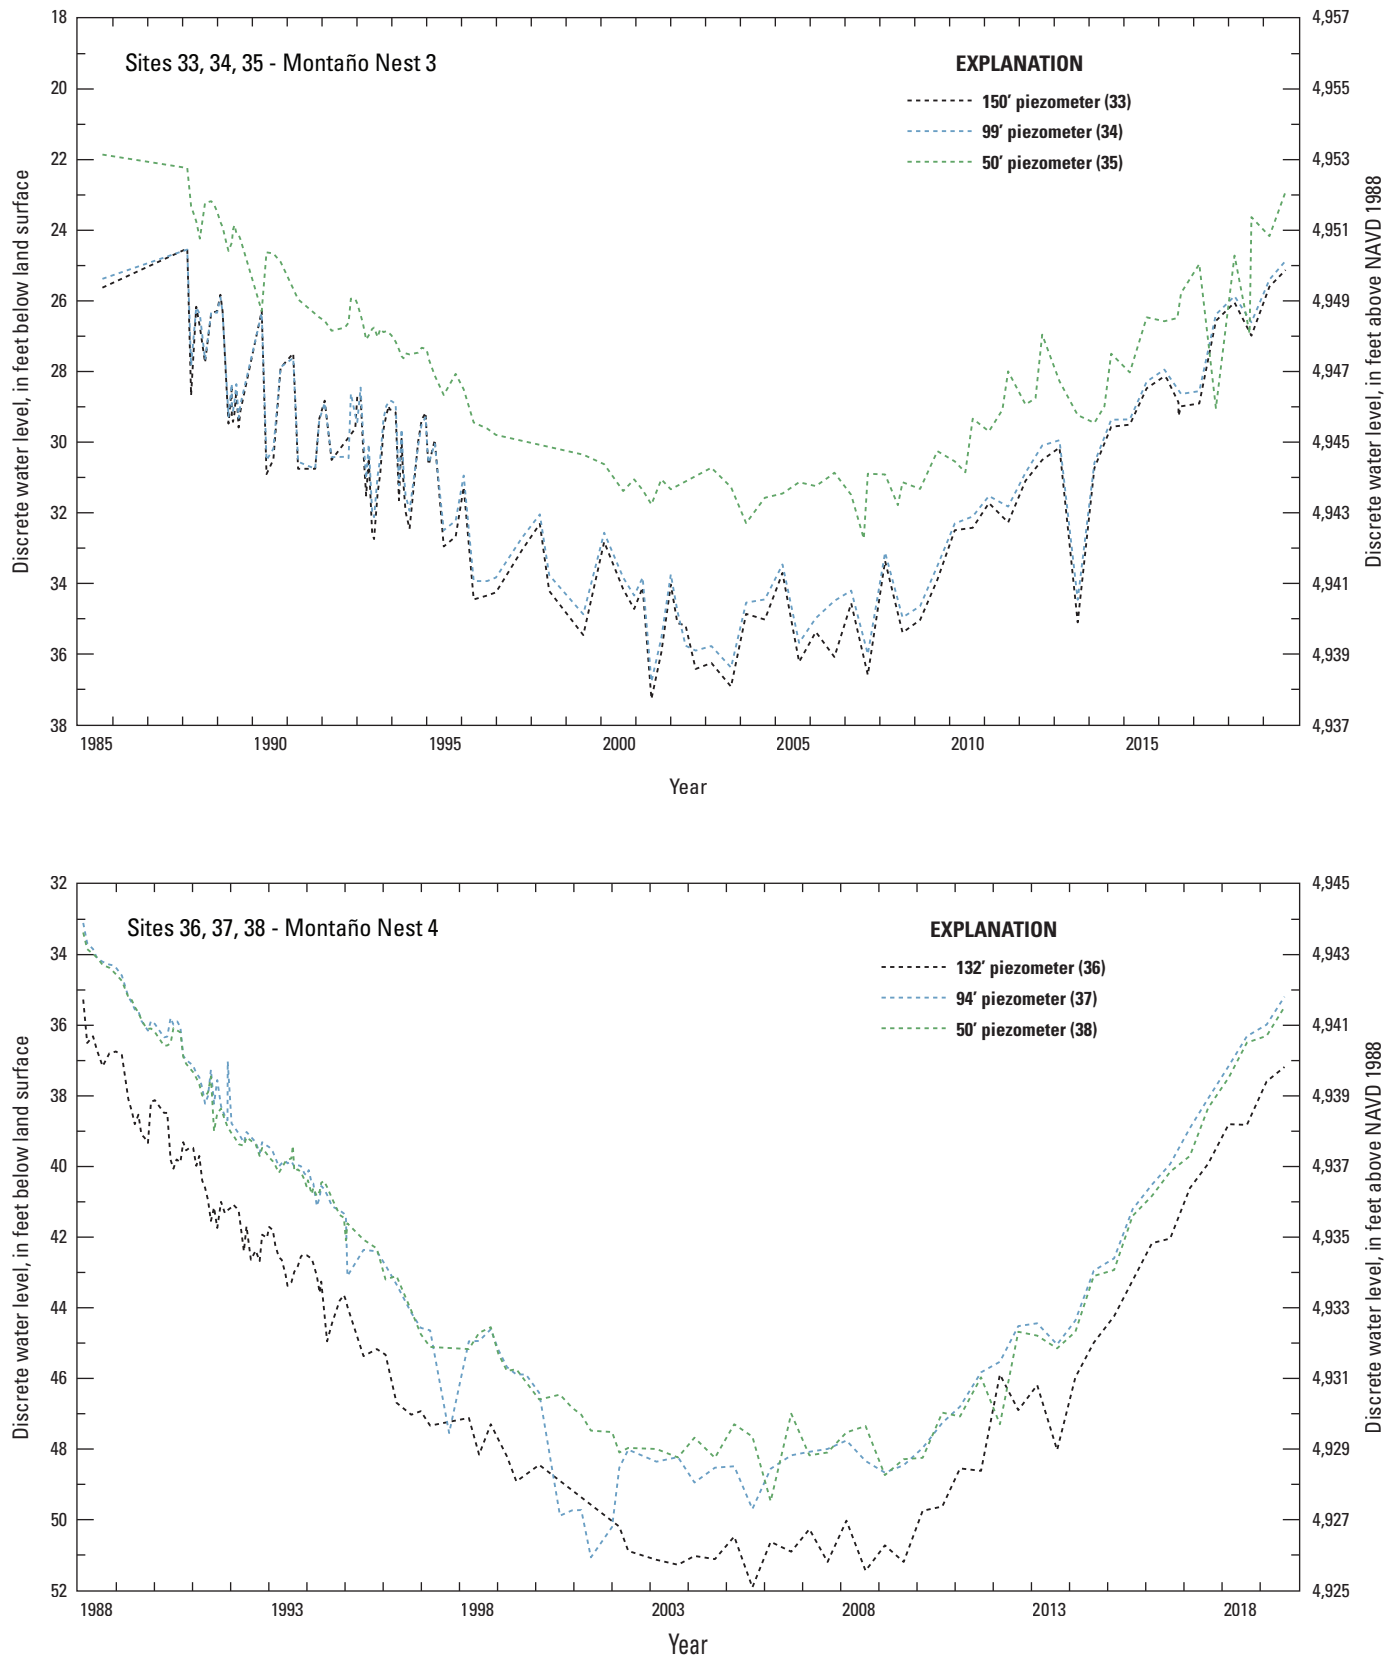 Sites 33, 34, 35 - Montaño Nest 3
EXPLANATION
150′ piezometer (33)
99′ piezometer (34)
50′ piezometer (35)
Discrete water level, in feet below land surface
18
20
22
24
26
28
30
32
34
36
38
Discrete water level, in feet above NAVD 1988
4,957
4,955
4,953
4,951
4,949
4,947
4,945
4,943
4,941
4,939
4,937
1985 1990 1995 2000 2005 2010 2015
Year
Sites 36, 37, 38 - Montaño Nest 4
EXPLANATION
132′ piezometer (36)
94′ piezometer (37)
50′ piezometer (38)
Discrete water level, in feet below land surface
32
34
36
38
40
42
44
46
48
50
52
Discrete water level, in feet above NAVD 1988
4,945
4,943
4,941
4,939
4,937
4,935
4,933
4,931
4,929
4,927
4,925
1988 1993 1998 2003 2008 2013 2018
Year